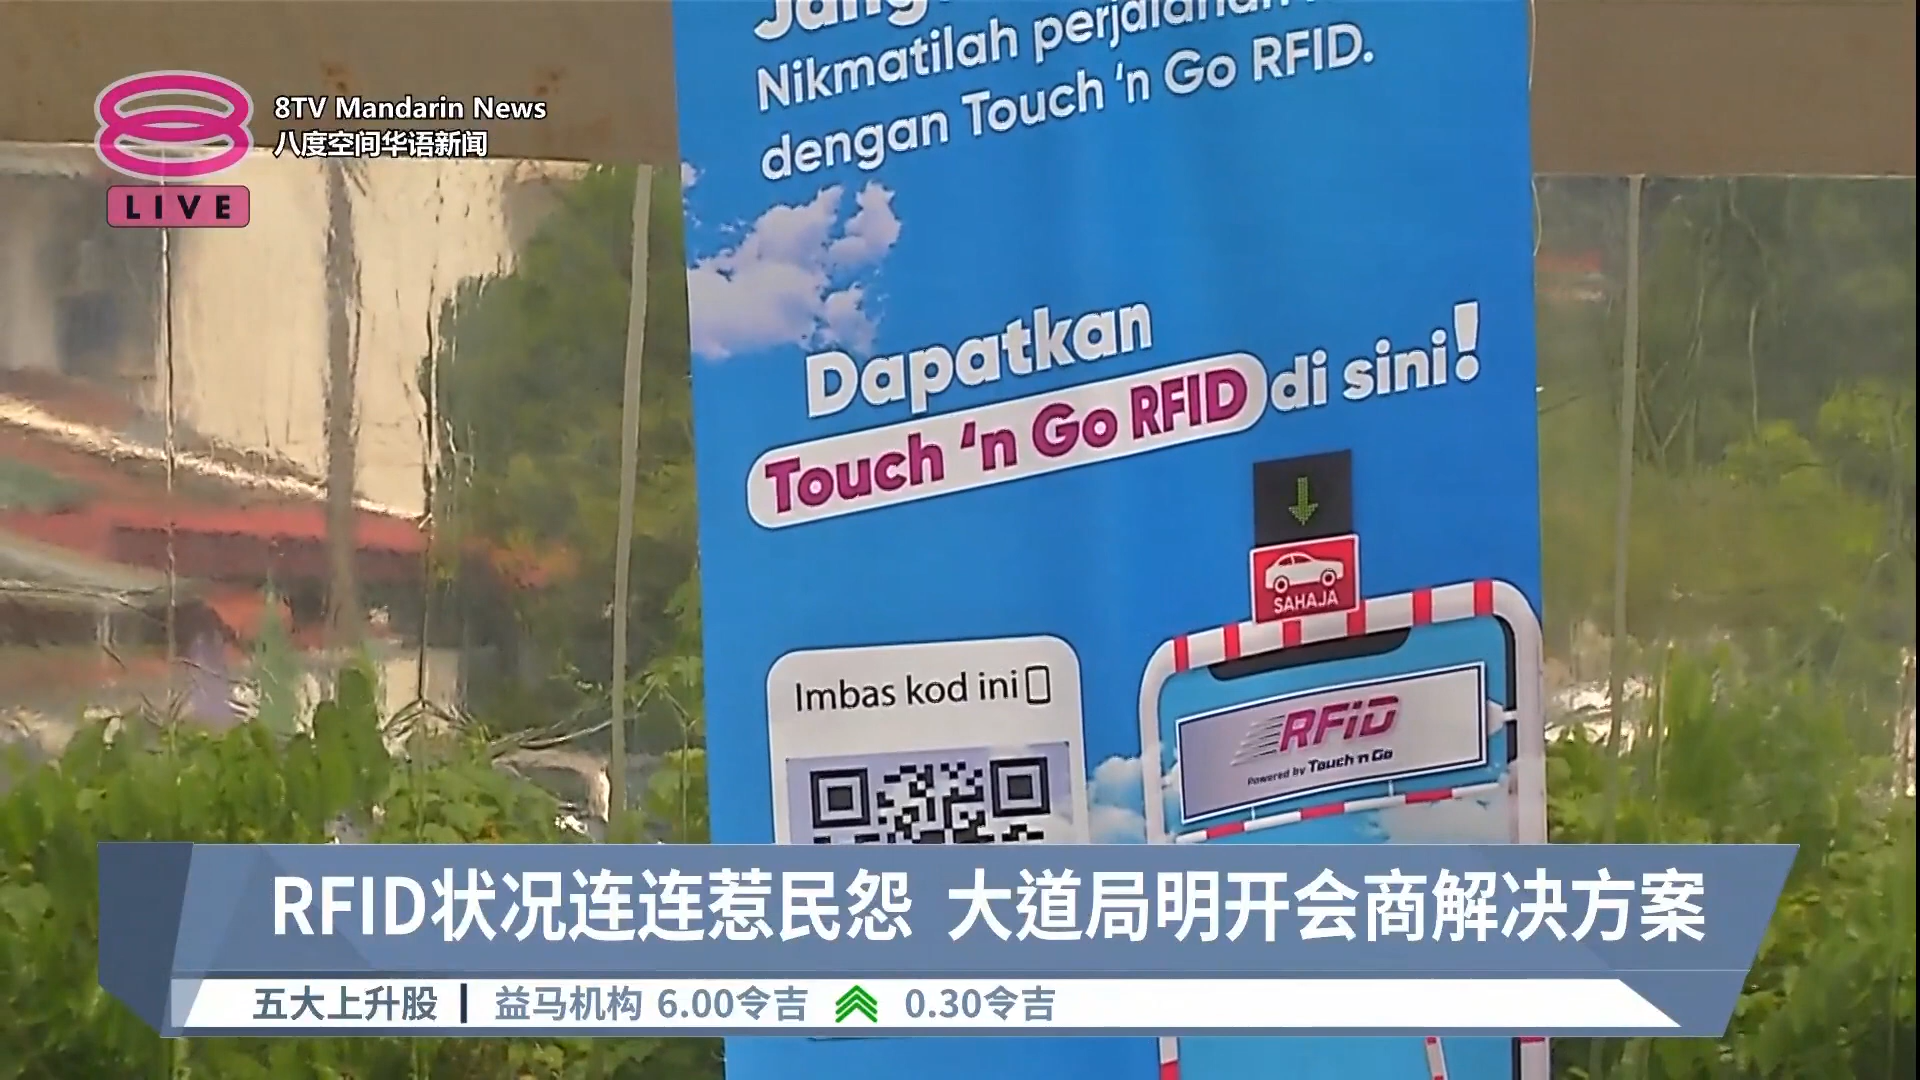 Nikmatilah
dengan Touch 'n Go RFID.
8TV Mandarin News
八度空间华语新闻
LIVE
Dapatkan
Touch 'n Go RFID di sini!
SAHAJA
Imbas kod ini
RFiD
Powered by Touch 'n Go
RFID状况连连惹民怨 大道局明开会商解决方案
五大上升股 | 益马机构 6.00令吉 0.30令吉